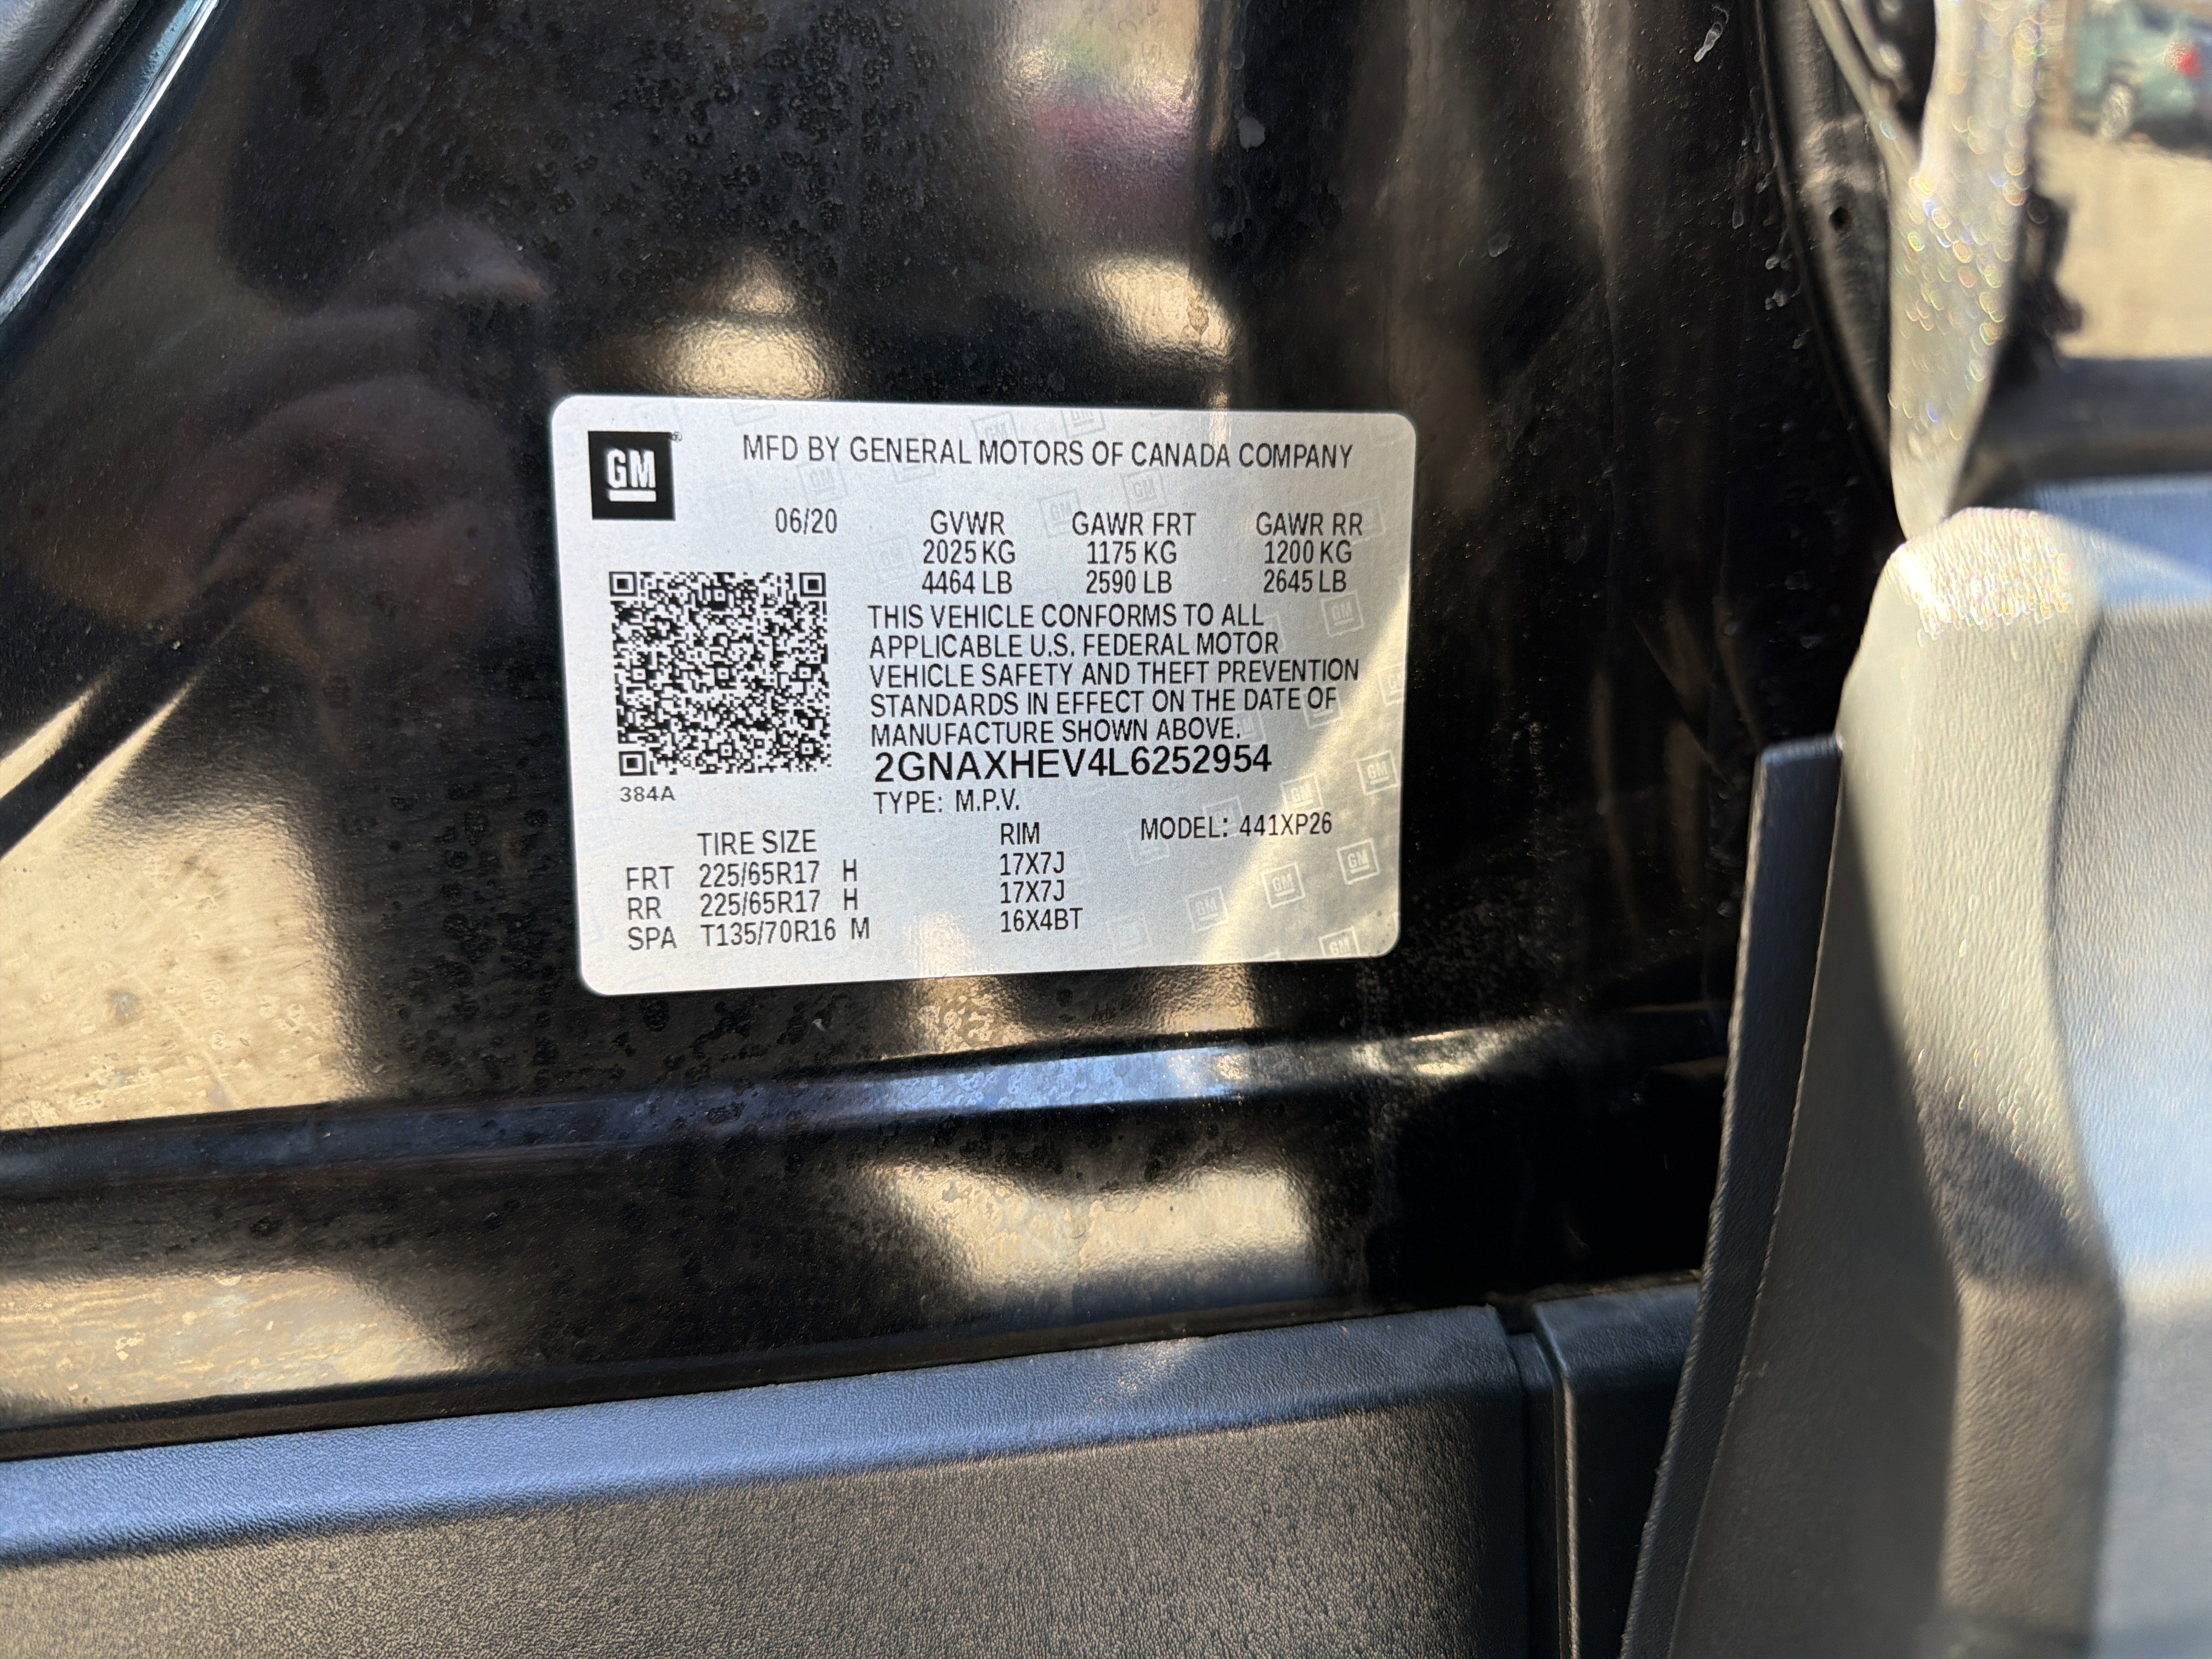 GM
MFD BY GENERAL MOTORS OF CANADA COMPANY
06/20 GVWR GAWR FRT GAWR RR
2025 KG 1175 KG 1200 KG
4464 LB 2590 LB 2645 LB
THIS VEHICLE CONFORMS TO ALL
APPLICABLE U.S. FEDERAL MOTOR
VEHICLE SAFETY AND THEFT PREVENTION
STANDARDS IN EFFECT ON THE DATE OF
MANUFACTURE SHOWN ABOVE.
2GNAXHEV4L6252954
384A
TYPE: M.P.V.
TIRE SIZE RIM MODEL: 441XP26
FRT 225/65R17 H 17X7J
RR 225/65R17 H 17X7J
SPA T135/70R16 M 16X4BT